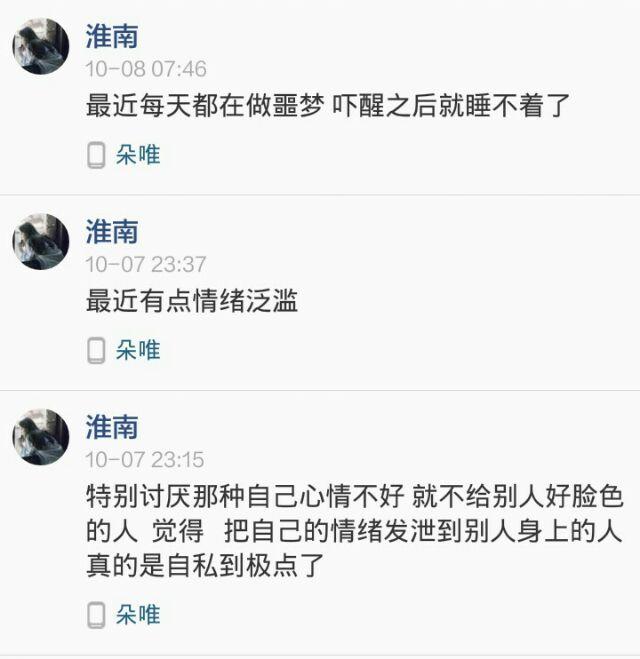 淮南
10-08 07:46
最近每天都在做噩梦 吓醒之后就睡不着了
朵唯
淮南
10-07 23:37
最近有点情绪泛滥
朵唯
淮南
10-07 23:15
特别讨厌那种自己心情不好 就不给别人好脸色
的人 觉得 把自己的情绪发泄到别人身上的人
真的是自私到极点了
朵唯